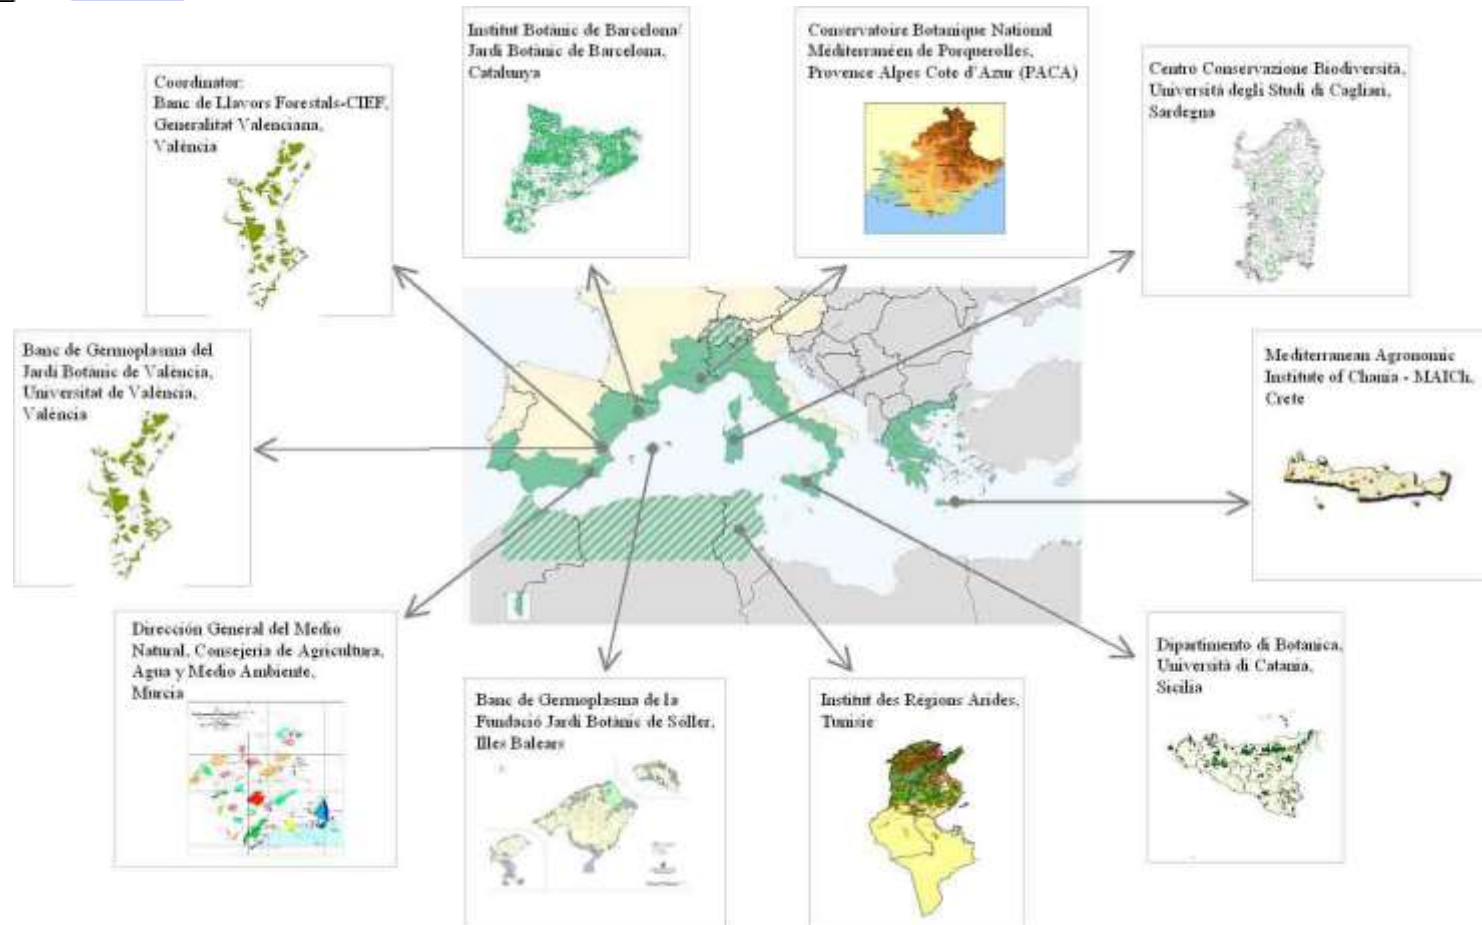 Coordinator:
Banc de Llavors Forestals-CIEF,
Generalitat Valenciana,
València
Institut Botànic de Barcelona/
Jardi Botànic de Barcelona,
Catalunya
Conservatoire Botanique National
Méditerranéen de Porquerolles,
Provence Alpes Cote d'Azur (PACA)
Centro Conservazione Biodiversità,
Università degli Studi di Cagliari,
Sardegna
Banc de Germoplasma del
Jardi Botànic de València,
Universitat de València,
València
Mediterranean Agronomic
Institute of Chania - MAICh,
Crete
Dirección General del Medio
Natural, Consejeria de Agricultura,
Agua y Medio Ambiente,
Murcia
Banc de Germoplasma de la
Fundació Jardi Botànic de Sóller,
Illes Balears
Institut des Régions Arides,
Tunisie
Dipartimento di Botanica,
Università di Catania,
Sicilia